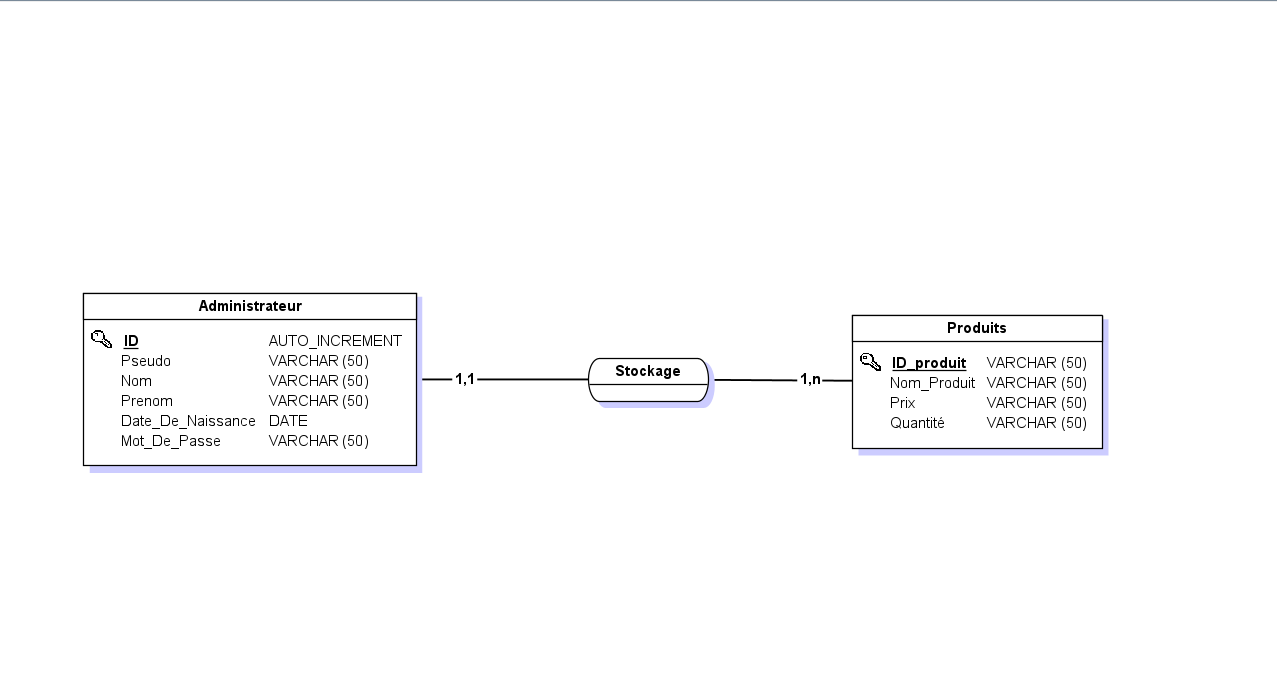 Administrateur
ID AUTO_INCREMENT
Pseudo VARCHAR (50)
Nom VARCHAR (50)
Prenom VARCHAR (50)
Date_De_Naissance DATE
Mot_De_Passe VARCHAR (50)
1,1
Stockage
1,n
Produits
ID_produit VARCHAR (50)
Nom_Produit VARCHAR (50)
Prix VARCHAR (50)
Quantité VARCHAR (50)